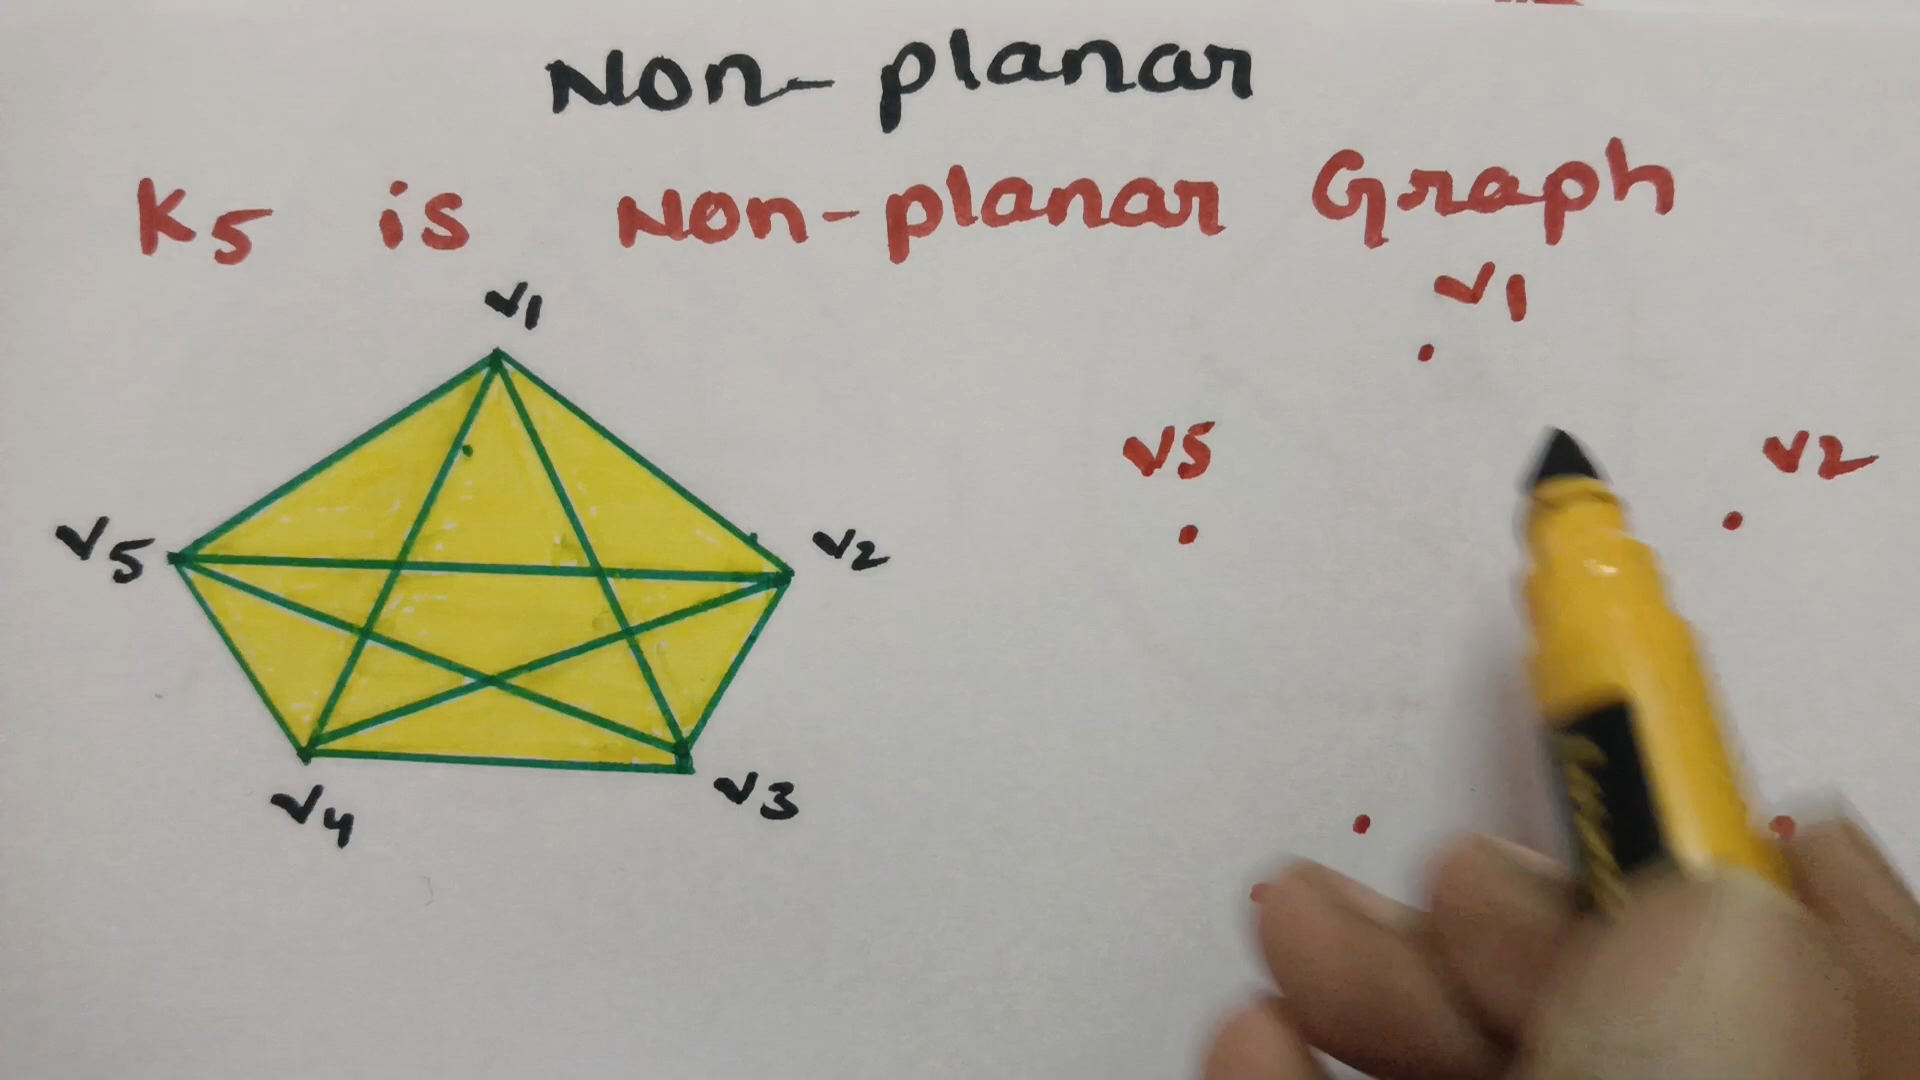 Non-planar
K5 is Non-planar Graph
v1
v5
v2
v4
v3
v1
v5
v2